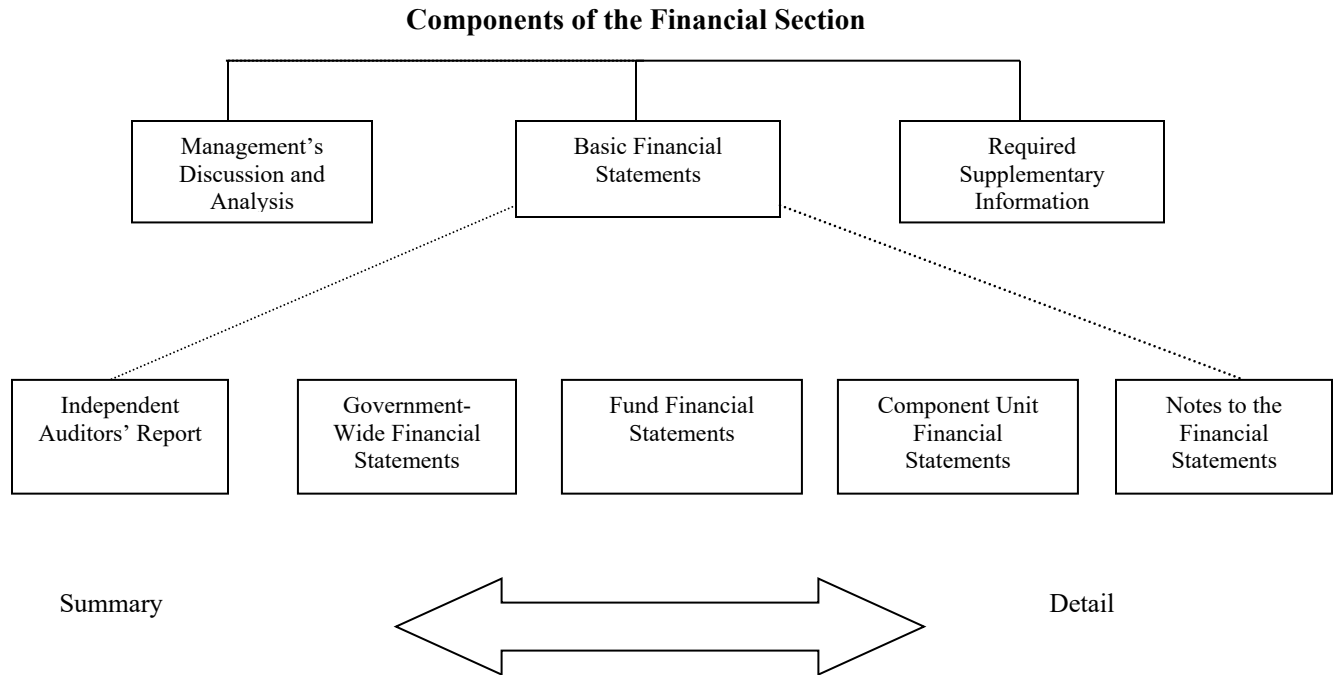 Components of the Financial Section
Management’s
Discussion and
Analysis
Basic Financial
Statements
Required
Supplementary
Information
Independent
Auditors’ Report
Government-
Wide Financial
Statements
Fund Financial
Statements
Component Unit
Financial
Statements
Notes to the
Financial
Statements
Summary
Detail